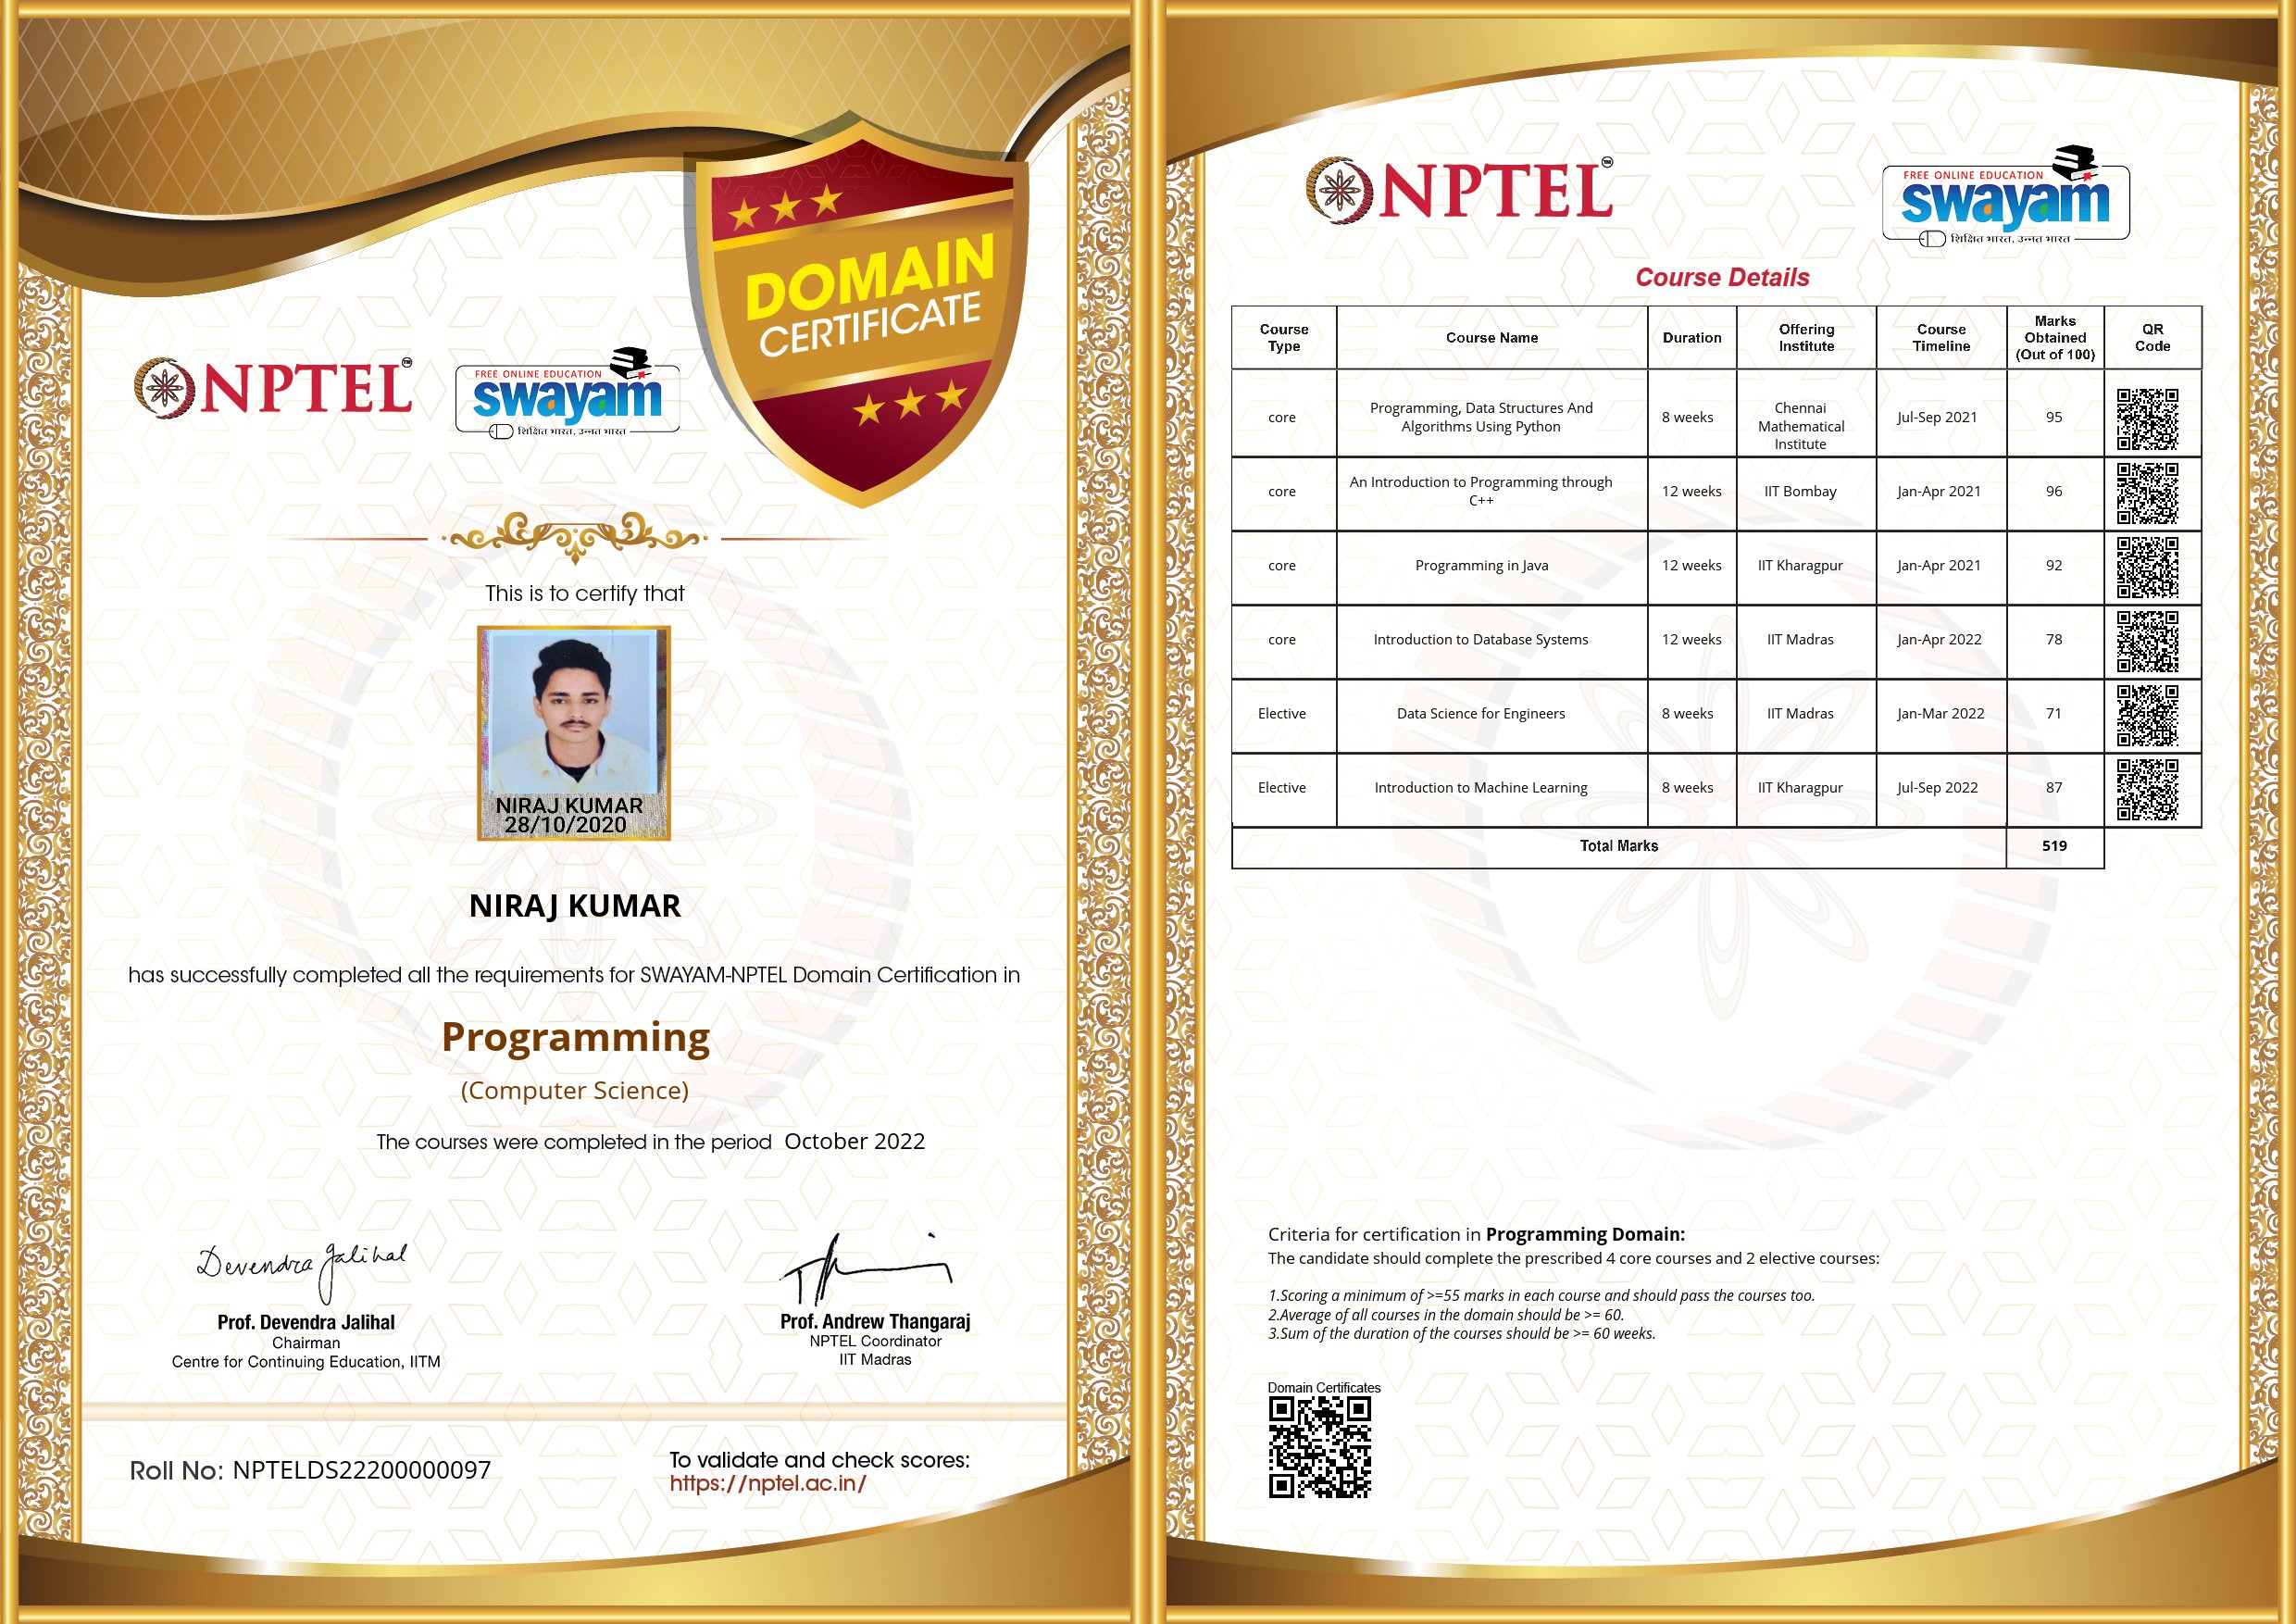 DOMAIN
CERTIFICATE
NPTEL™
FREE ONLINE EDUCATION
swayam
शिक्षित भारत, उन्नत भारत
This is to certify that
NIRAJ KUMAR
28/10/2020
NIRAJ KUMAR
has successfully completed all the requirements for SWAYAM-NPTEL Domain Certification in
Programming
(Computer Science)
The courses were completed in the period October 2022
Devendra Jalihal
Prof. Devendra Jalihal
Chairman
Centre for Continuing Education, IITM
Prof. Andrew Thangaraj
NPTEL Coordinator
IIT Madras
Roll No: NPTELDS22200000097
To validate and check scores:
https://nptel.ac.in/
NPTEL™
FREE ONLINE EDUCATION
swayam
शिक्षित भारत, उन्नत भारत
Course Details
Course Type Course Name Duration Offering Institute Course Timeline Marks Obtained (Out of 100) QR Code
core Programming, Data Structures And Algorithms Using Python 8 weeks Chennai Mathematical Institute Jul-Sep 2021 95
core An Introduction to Programming through C++ 12 weeks IIT Bombay Jan-Apr 2021 96
core Programming in Java 12 weeks IIT Kharagpur Jan-Apr 2021 92
core Introduction to Database Systems 12 weeks IIT Madras Jan-Apr 2022 78
Elective Data Science for Engineers 8 weeks IIT Madras Jan-Mar 2022 71
Elective Introduction to Machine Learning 8 weeks IIT Kharagpur Jul-Sep 2022 87
Total Marks 519
Criteria for certification in Programming Domain:
The candidate should complete the prescribed 4 core courses and 2 elective courses:
1.Scoring a minimum of >=55 marks in each course and should pass the courses too.
2.Average of all courses in the domain should be >= 60.
3.Sum of the duration of the courses should be >= 60 weeks.
Domain Certificates